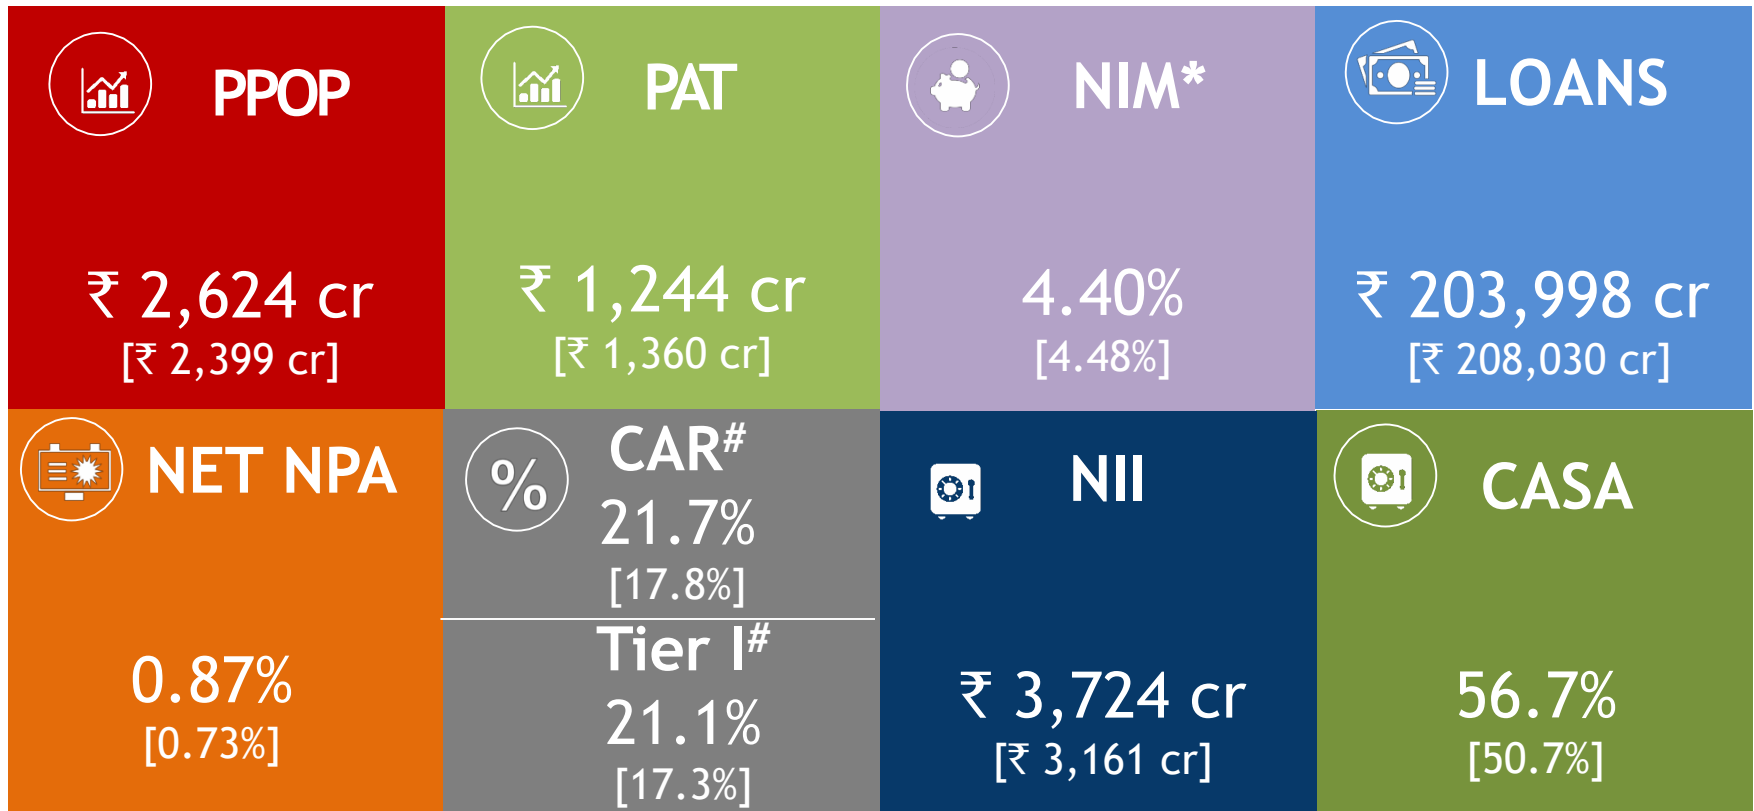 PPOP
₹ 2,624 cr
[₹ 2,399 cr]
PAT
₹ 1,244 cr
[₹ 1,360 cr]
NIM*
4.40%
[4.48%]
LOANS
₹ 203,998 cr
[₹ 208,030 cr]
NET NPA
0.87%
[0.73%]
%
CAR#
21.7%
[17.8%]
Tier I#
21.1%
[17.3%]
NII
₹ 3,724 cr
[₹ 3,161 cr]
CASA
56.7%
[50.7%]